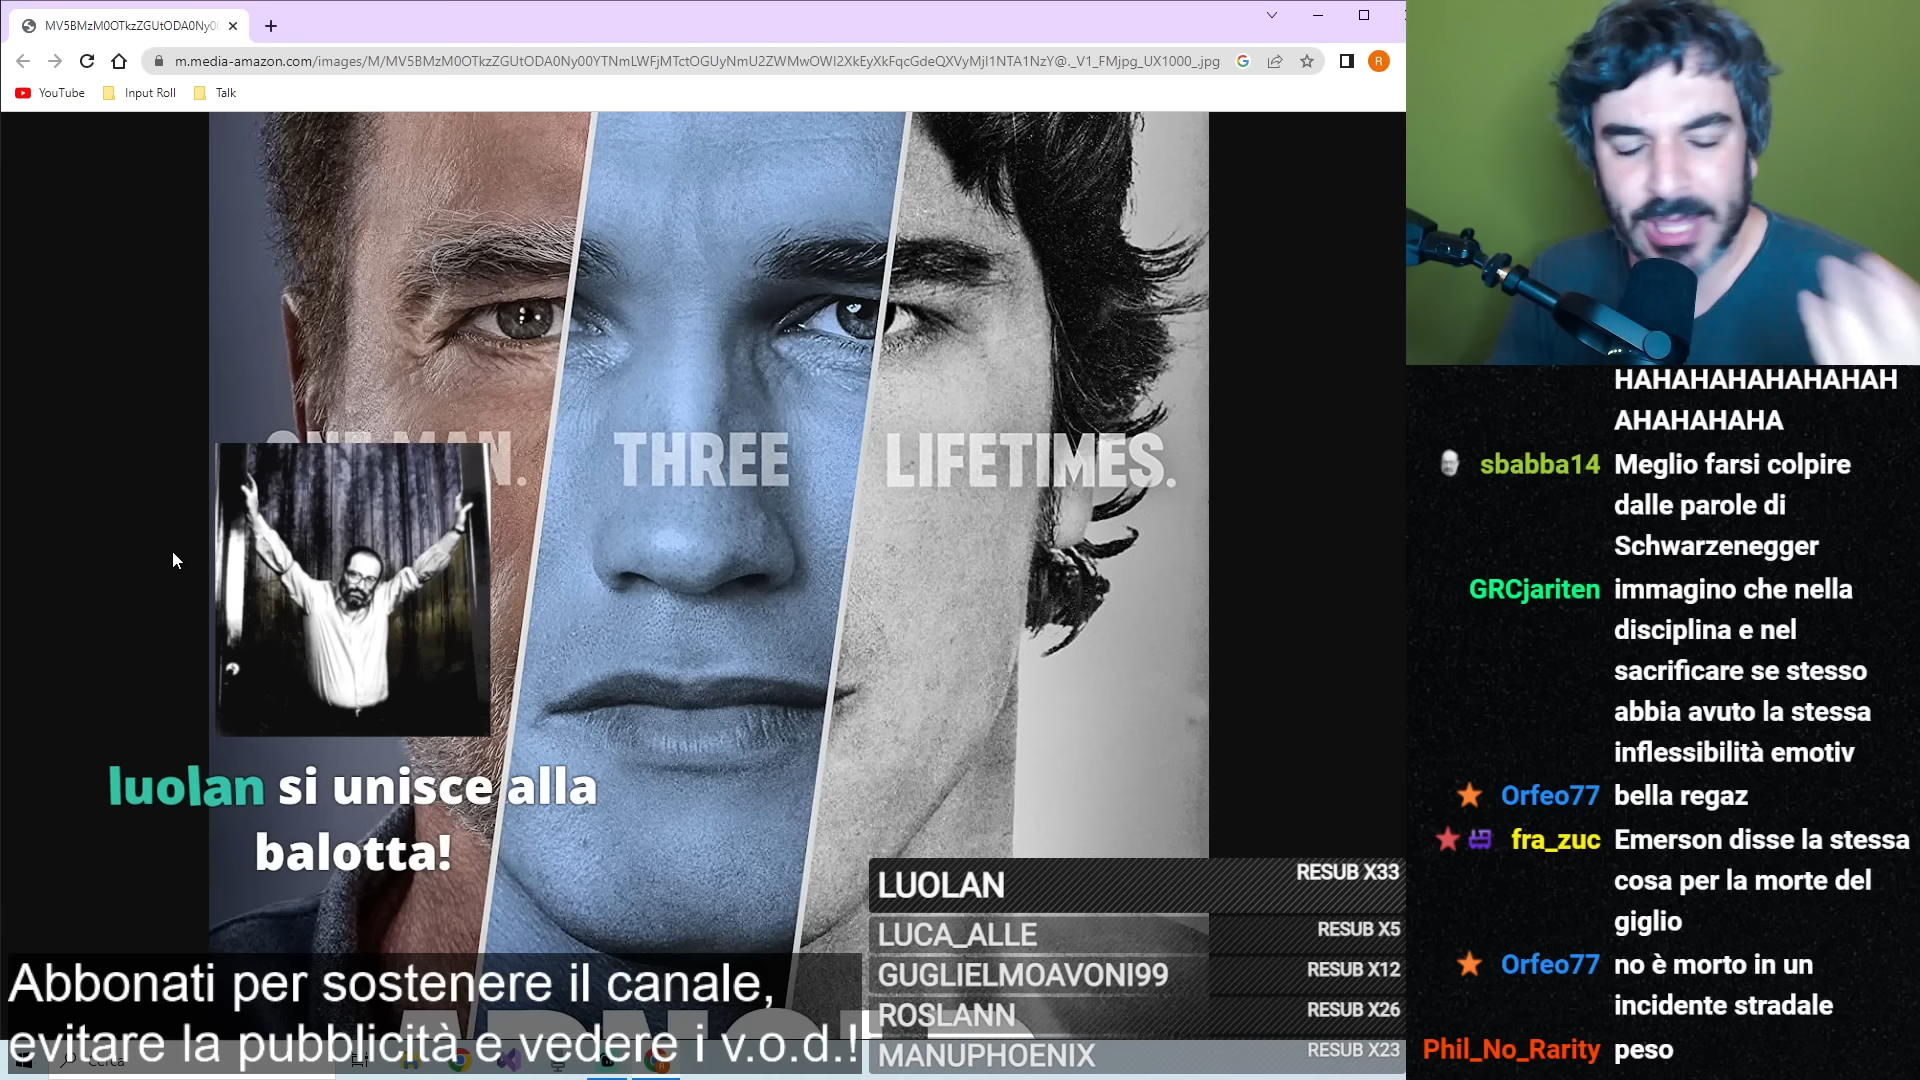 MV5BMzM0OTkzZGUtODA0Ny0
m.media-amazon.com/images/M/MV5BMzM0OTkzZGUtODA0Ny00YTNmLWFjMTctOGUyNmU2ZWMwOWI2XkEyXkFqcGdeQXVyMjI1NTA1NzY@._V1_FMjpg_UX1000_.jpg
R
YouTube
Input Roll
Talk
ONE MAN.
THREE
LIFETIMES.
luolan si unisce alla
balotta!
LUOLAN RESUB X33
LUCA_ALLE RESUB X5
GUGLIELMOAVONI99 RESUB X12
ROSLANN RESUB X26
MANUPHOENIX RESUB X23
Abbonati per sostenere il canale,
evitare la pubblicità e vedere i v.o.d.!
Cerca
HAHAHAHAHAHAHAH
AHAHAHAHA
sbabba14 Meglio farsi colpire
dalle parole di
Schwarzenegger
GRCjariten immagino che nella
disciplina e nel
sacrificare se stesso
abbia avuto la stessa
inflessibilità emotiv
Orfeo77 bella regaz
fra_zuc Emerson disse la stessa
cosa per la morte del
giglio
Orfeo77 no è morto in un
incidente stradale
Phil_No_Rarity peso